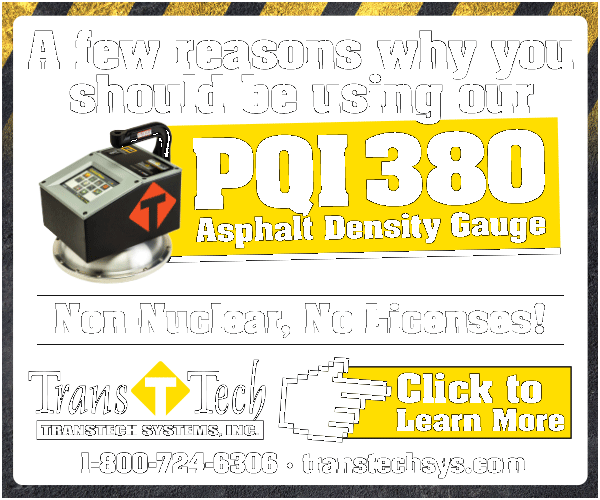 A few reasons why you
should be using our
PQI 380
Asphalt Density Gauge
Non Nuclear, No Licenses!
Trans T Tech
TRANSTECH SYSTEMS, INC.
Click to
Learn More
1-800-724-6306 • transtechsys.com